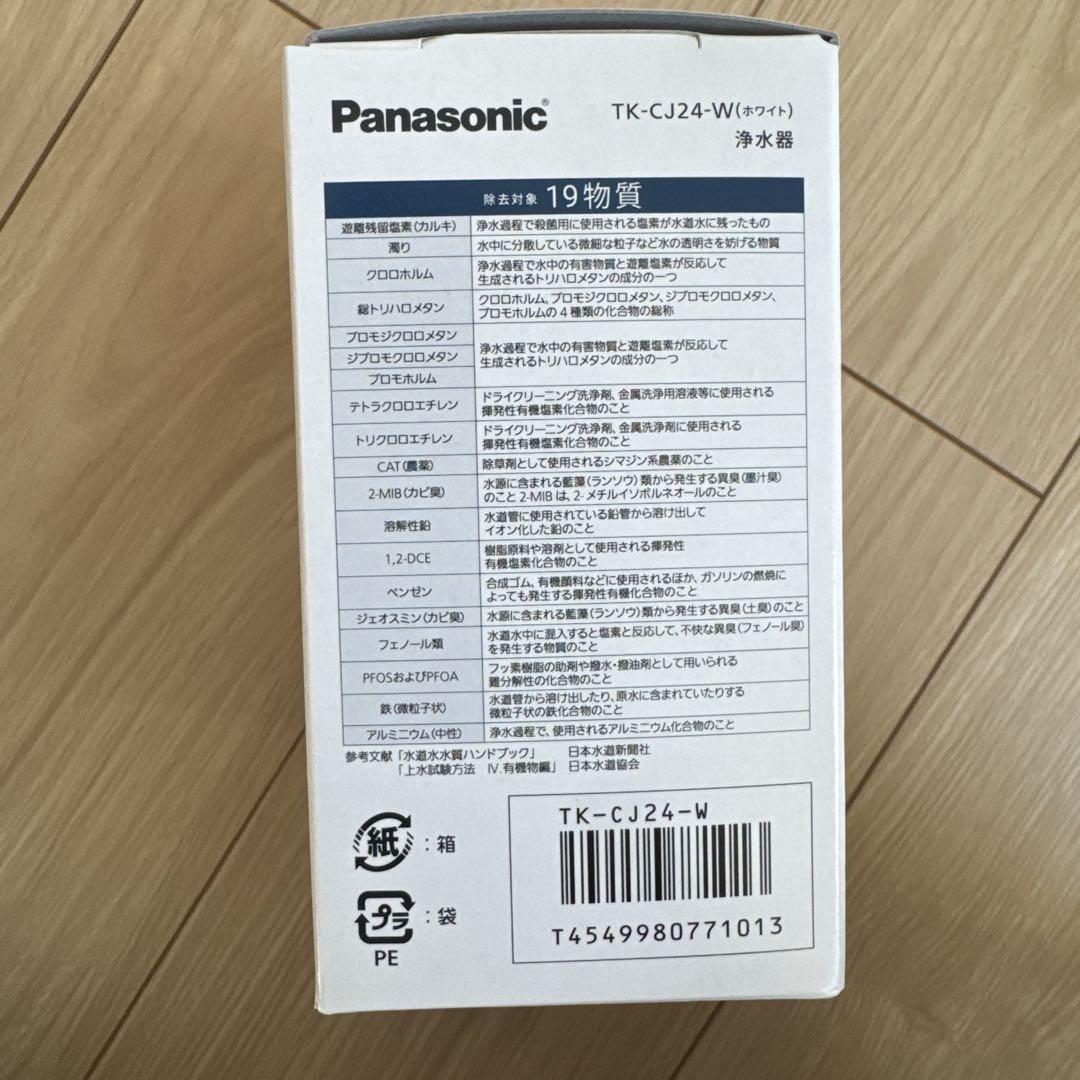 Panasonic®
TK-CJ24-W(ホワイト)
浄水器
除去対象 19物質
遊離残留塩素(カルキ) 浄水過程で殺菌用に使用される塩素が水道水に残ったもの
濁り 水中に分散している微細な粒子など水の透明さを妨げる物質
クロロホルム 浄水過程で水中の有害物質と遊離塩素が反応して
生成されるトリハロメタンの成分の一つ
総トリハロメタン クロロホルム、ブロモジクロロメタン、ジブロモクロロメタン、
ブロモホルムの4種類の化合物の総称
ブロモジクロロメタン
ジブロモクロロメタン
ブロモホルム
浄水過程で水中の有害物質と遊離塩素が反応して
生成されるトリハロメタンの成分の一つ
テトラクロロエチレン ドライクリーニング洗浄剤、金属洗浄用溶液等に使用される
揮発性有機塩素化合物のこと
トリクロロエチレン ドライクリーニング洗浄剤、金属洗浄剤に使用される
揮発性有機塩素化合物のこと
CAT(農薬) 除草剤として使用されるシマジン系農薬のこと
2-MIB(カビ臭) 水源に含まれる藍藻(ランソウ)類から発生する異臭(墨汁臭)
のこと 2-MIBは、2-メチルイソボルネオールのこと
溶解性鉛 水道管に使用されている鉛管から溶け出して
イオン化した鉛のこと
1,2-DCE 樹脂原料や溶剤として使用される揮発性
有機塩素化合物のこと
ベンゼン 合成ゴム、有機顔料などに使用されるほか、ガソリンの燃焼に
よっても発生する揮発性有機化合物のこと
ジェオスミン(カビ臭) 水源に含まれる藍藻(ランソウ)類から発生する異臭(土臭)のこと
フェノール類 水道水中に混入すると塩素と反応して、不快な異臭(フェノール臭)
を発生する物質のこと
PFOSおよびPFOA フッ素樹脂の助剤や撥水・撥油剤として用いられる
難分解性の化合物のこと
鉄(微粒子状) 水道管から溶け出したり、原水に含まれていたりする
微粒子状の鉄化合物のこと
アルミニウム(中性) 浄水過程で、使用されるアルミニウム化合物のこと
参考文献「水道水水質ハンドブック」 日本水道新聞社
「上水試験方法 Ⅳ.有機物編」 日本水道協会
紙:箱
プラ:袋
PE
TK-CJ24-W
T4549980771013